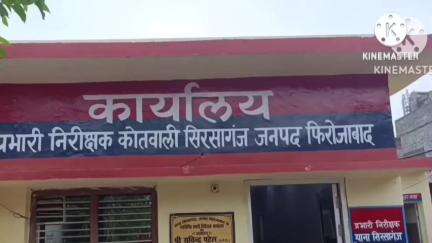 KINEMASTER
KINEMASTER
कार्यालय
प्रभारी निरीक्षक कोतवाली सिरसागंज जनपद फिरोजाबाद
प्रभारी निरीक्षक
थाना सिरसागंज